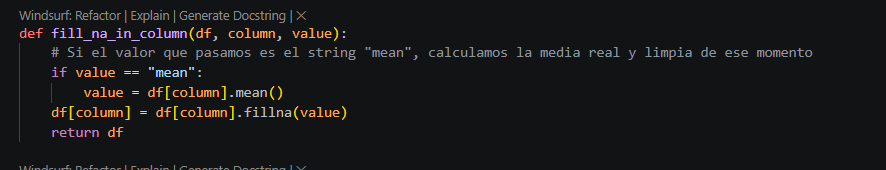 Windsurf: Refactor | Explain | Generate Docstring | ×
def fill_na_in_column(df, column, value):
    # Si el valor que pasamos es el string "mean", calculamos la media real y limpia de ese momento
    if value == "mean":
        value = df[column].mean()
    df[column] = df[column].fillna(value)
    return df
Windsurf: Refactor | Explain | Generate Docstring | ×